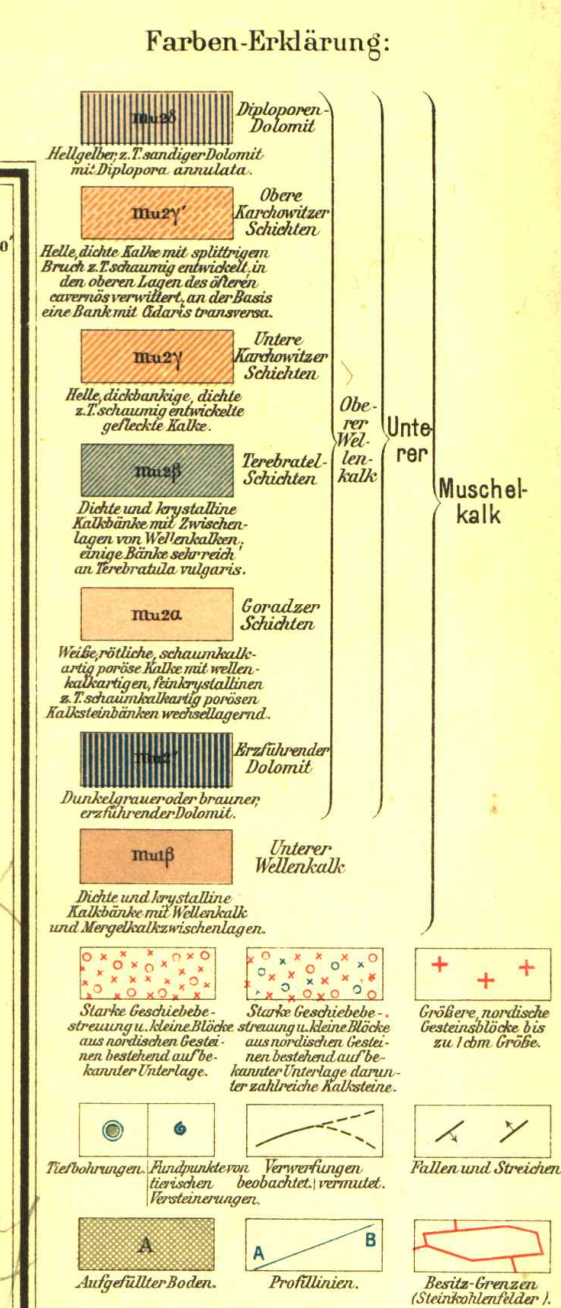 Farben-Erklärung:
0'
mu2δ
Diploporen-
Dolomit
Hellgelber, z.T. sandiger Dolomit
mit Diplopora annulata.
mu2γ'
Obere
Karchowitzer
Schichten
Helle, dichte Kalke mit splittrigem
Bruch z.T. schaumig entwickelt, in
den oberen Lagen des öfteren
cavernös verwittert, an der Basis
eine Bank mit Cidaris transversa.
mu2γ
Untere
Karchowitzer
Schichten
Helle, dickbankige, dichte
z.T. schaumig entwickelte
gefleckte Kalke.
mu2β
Terebratel-
Schichten
Dichte und krystalline
Kalkbänke mit Zwischen-
lagen von Wellenkalken,
einige Bänke sehr reich
an Terebratula vulgaris.
mu2α
Goradzer
Schichten
Weiße, rötliche, schaumkalk-
artig poröse Kalke mit wellen-
kalkartigen, feinkrystallinen
z.T. schaumkalkartig porösen
Kalksteinbänken wechsellagernd.
mu2'
Erzführender
Dolomit
Dunkelgrauer oder brauner,
erzführender Dolomit.
mu1β
Unterer
Wellenkalk
Dichte und krystalline
Kalkbänke mit Wellenkalk
und Mergelkalkzwischenlagen.
Obe-
rer
Wel-
len-
kalk
Unte
rer
Muschel-
kalk
Starke Geschiebebe-
streuung u. kleine Blöcke
aus nordischen Gestei-
nen bestehend auf be-
kannter Unterlage.
Starke Geschiebebe-
streuung u. kleine Blöcke
aus nordischen Gestei-
nen bestehend auf be-
kannter Unterlage darun-
ter zahlreiche Kalksteine.
Größere, nordische
Gesteinsblöcke bis
zu 1 cbm Größe.
Tiefbohrungen.
Fundpunkte von
tierischen
Versteinerungen.
Verwerfungen
beobachtet. | vermutet.
Fallen und Streichen
A
Aufgefüllter Boden.
A B
Profillinien.
Besitz-Grenzen
(Steinkohlenfelder).